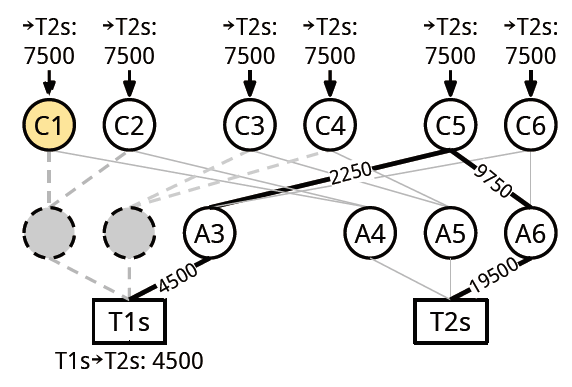 →T2s: →T2s: →T2s: →T2s: →T2s: →T2s:
7500 7500 7500 7500 7500 7500
C1 C2 C3 C4 C5 C6
2250 9750
A3 A4 A5 A6
4500 19500
T1s T2s
T1s→T2s: 4500